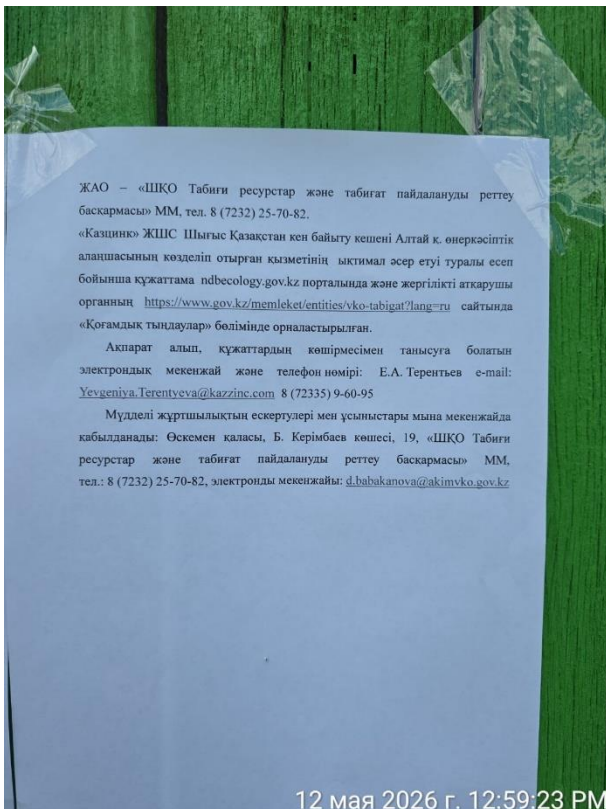 ЖАО – «ШҚО Табиғи ресурстар және табиғат пайдалануды реттеу
басқармасы» ММ, тел. 8 (7232) 25-70-82.
«Казцинк» ЖШС Шығыс Қазақстан кен байыту кешені Алтай қ. өнеркәсіптік
алаңшасының көзделіп отырған қызметінің ықтимал әсер етуі туралы есеп
бойынша құжаттама ndbecology.gov.kz порталында және жергілікті атқарушы
органның https://www.gov.kz/memleket/entities/vko-tabigat?lang=ru сайтында
«Қоғамдық тыңдаулар» бөлімінде орналастырылған.
Ақпарат алып, құжаттардың көшірмесімен танысуға болатын
электрондық мекенжай және телефон нөмірі: Е.А. Терентьев e-mail:
Yevgeniya.Terentyeva@kazzinc.com 8 (72335) 9-60-95
Мүдделі жұртшылықтың ескертулері мен ұсыныстары мына мекенжайда
қабылданады: Өскемен қаласы, Б. Керімбаев көшесі, 19, «ШҚО Табиғи
ресурстар және табиғат пайдалануды реттеу басқармасы» ММ,
тел.: 8 (7232) 25-70-82, электронды мекенжайы: d.babakanova@akimvko.gov.kz
12 мая 2026 г. 12:59:23 PM